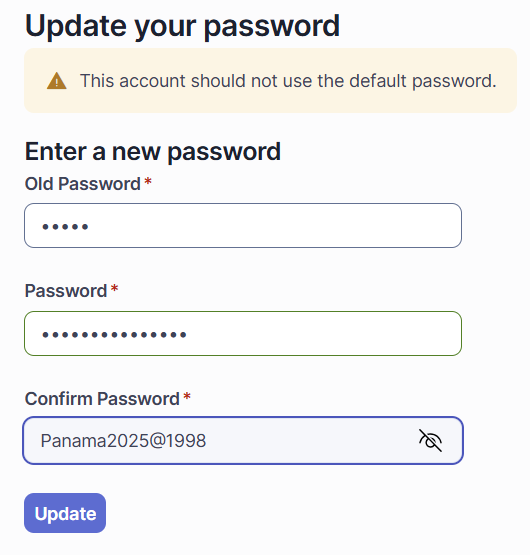 Update your password
This account should not use the default password.
Enter a new password
Old Password*
•••••
Password*
•••••••••••••••
Confirm Password*
Panama2025@1998
Update